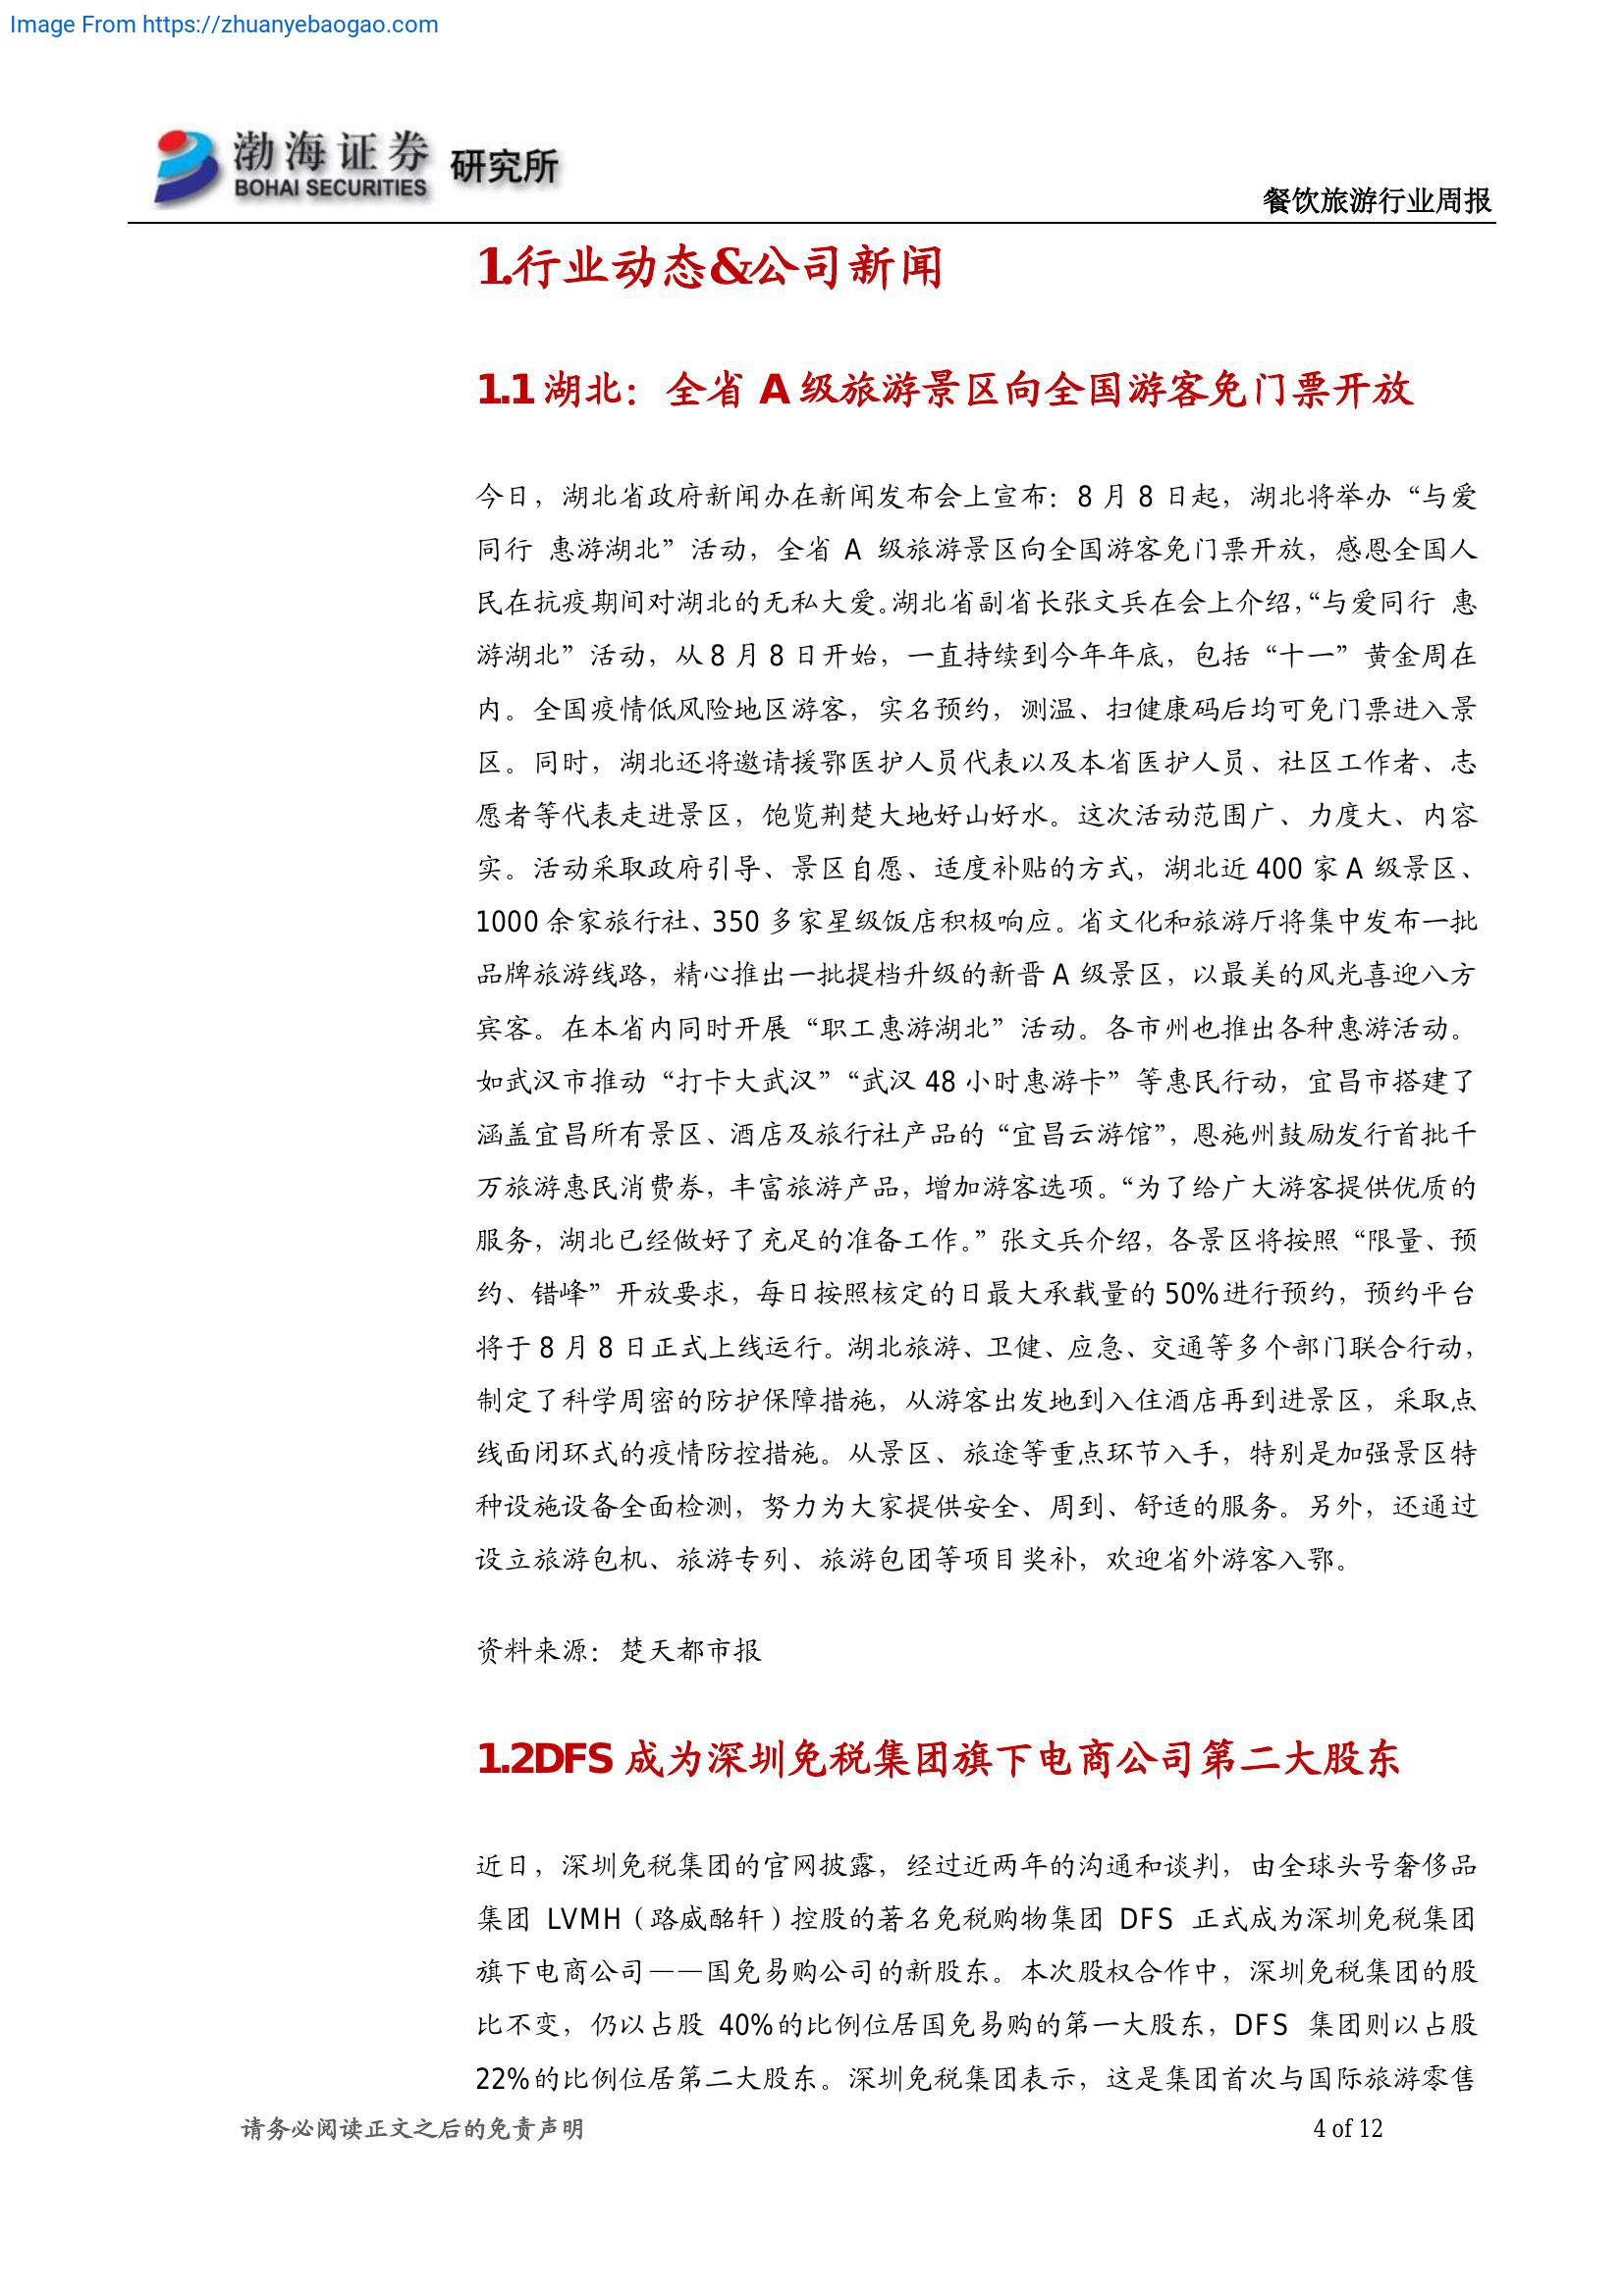 Image From https://zhuanyebaogao.com
渤海证券 研究所
BOHAI SECURITIES
餐饮旅游行业周报
1.行业动态&公司新闻
1.1 湖北：全省 A 级旅游景区向全国游客免门票开放
今日，湖北省政府新闻办在新闻发布会上宣布：8 月 8 日起，湖北将举办“与爱
同行 惠游湖北”活动，全省 A 级旅游景区向全国游客免门票开放，感恩全国人
民在抗疫期间对湖北的无私大爱。湖北省副省长张文兵在会上介绍，“与爱同行 惠
游湖北”活动，从 8 月 8 日开始，一直持续到今年年底，包括“十一”黄金周在
内。全国疫情低风险地区游客，实名预约，测温、扫健康码后均可免门票进入景
区。同时，湖北还将邀请援鄂医护人员代表以及本省医护人员、社区工作者、志
愿者等代表走进景区，饱览荆楚大地好山好水。这次活动范围广、力度大、内容
实。活动采取政府引导、景区自愿、适度补贴的方式，湖北近 400 家 A 级景区、
1000 余家旅行社、350 多家星级饭店积极响应。省文化和旅游厅将集中发布一批
品牌旅游线路，精心推出一批提档升级的新晋 A 级景区，以最美的风光喜迎八方
宾客。在本省内同时开展“职工惠游湖北”活动。各市州也推出各种惠游活动。
如武汉市推动“打卡大武汉”“武汉 48 小时惠游卡”等惠民行动，宜昌市搭建了
涵盖宜昌所有景区、酒店及旅行社产品的“宜昌云游馆”，恩施州鼓励发行首批千
万旅游惠民消费券，丰富旅游产品，增加游客选项。“为了给广大游客提供优质的
服务，湖北已经做好了充足的准备工作。”张文兵介绍，各景区将按照“限量、预
约、错峰”开放要求，每日按照核定的日最大承载量的 50%进行预约，预约平台
将于 8 月 8 日正式上线运行。湖北旅游、卫健、应急、交通等多个部门联合行动，
制定了科学周密的防护保障措施，从游客出发地到入住酒店再到进景区，采取点
线面闭环式的疫情防控措施。从景区、旅途等重点环节入手，特别是加强景区特
种设施设备全面检测，努力为大家提供安全、周到、舒适的服务。另外，还通过
设立旅游包机、旅游专列、旅游包团等项目奖补，欢迎省外游客入鄂。
资料来源：楚天都市报
1.2DFS 成为深圳免税集团旗下电商公司第二大股东
近日，深圳免税集团的官网披露，经过近两年的沟通和谈判，由全球头号奢侈品
集团 LVMH（路威酩轩）控股的著名免税购物集团 DFS 正式成为深圳免税集团
旗下电商公司——国免易购公司的新股东。本次股权合作中，深圳免税集团的股
比不变，仍以占股 40%的比例位居国免易购的第一大股东，DFS 集团则以占股
22%的比例位居第二大股东。深圳免税集团表示，这是集团首次与国际旅游零售
请务必阅读正文之后的免责声明
4 of 12